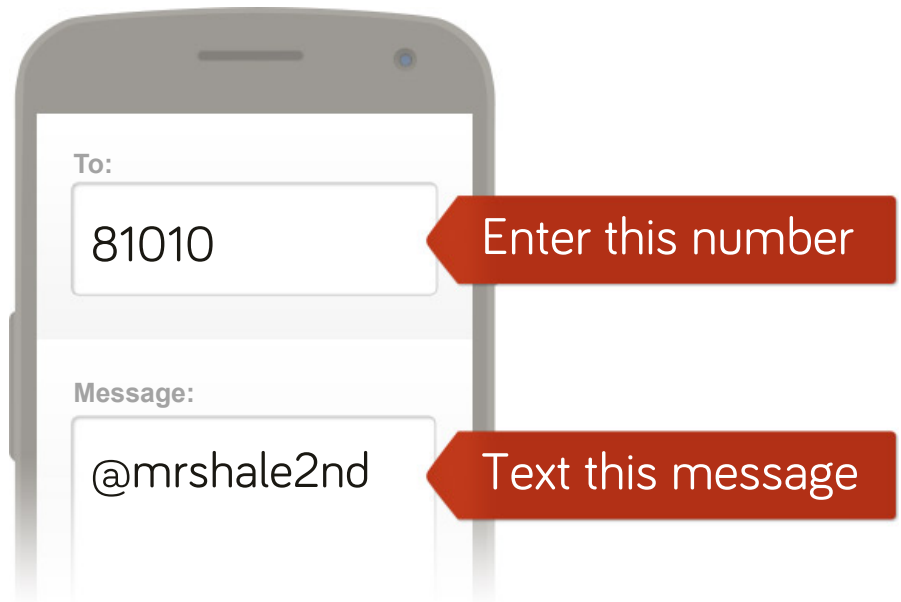 To:
81010
Enter this number
Message:
@mrshale2nd
Text this message